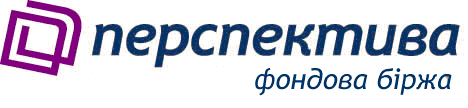 перспектива
фондова біржа